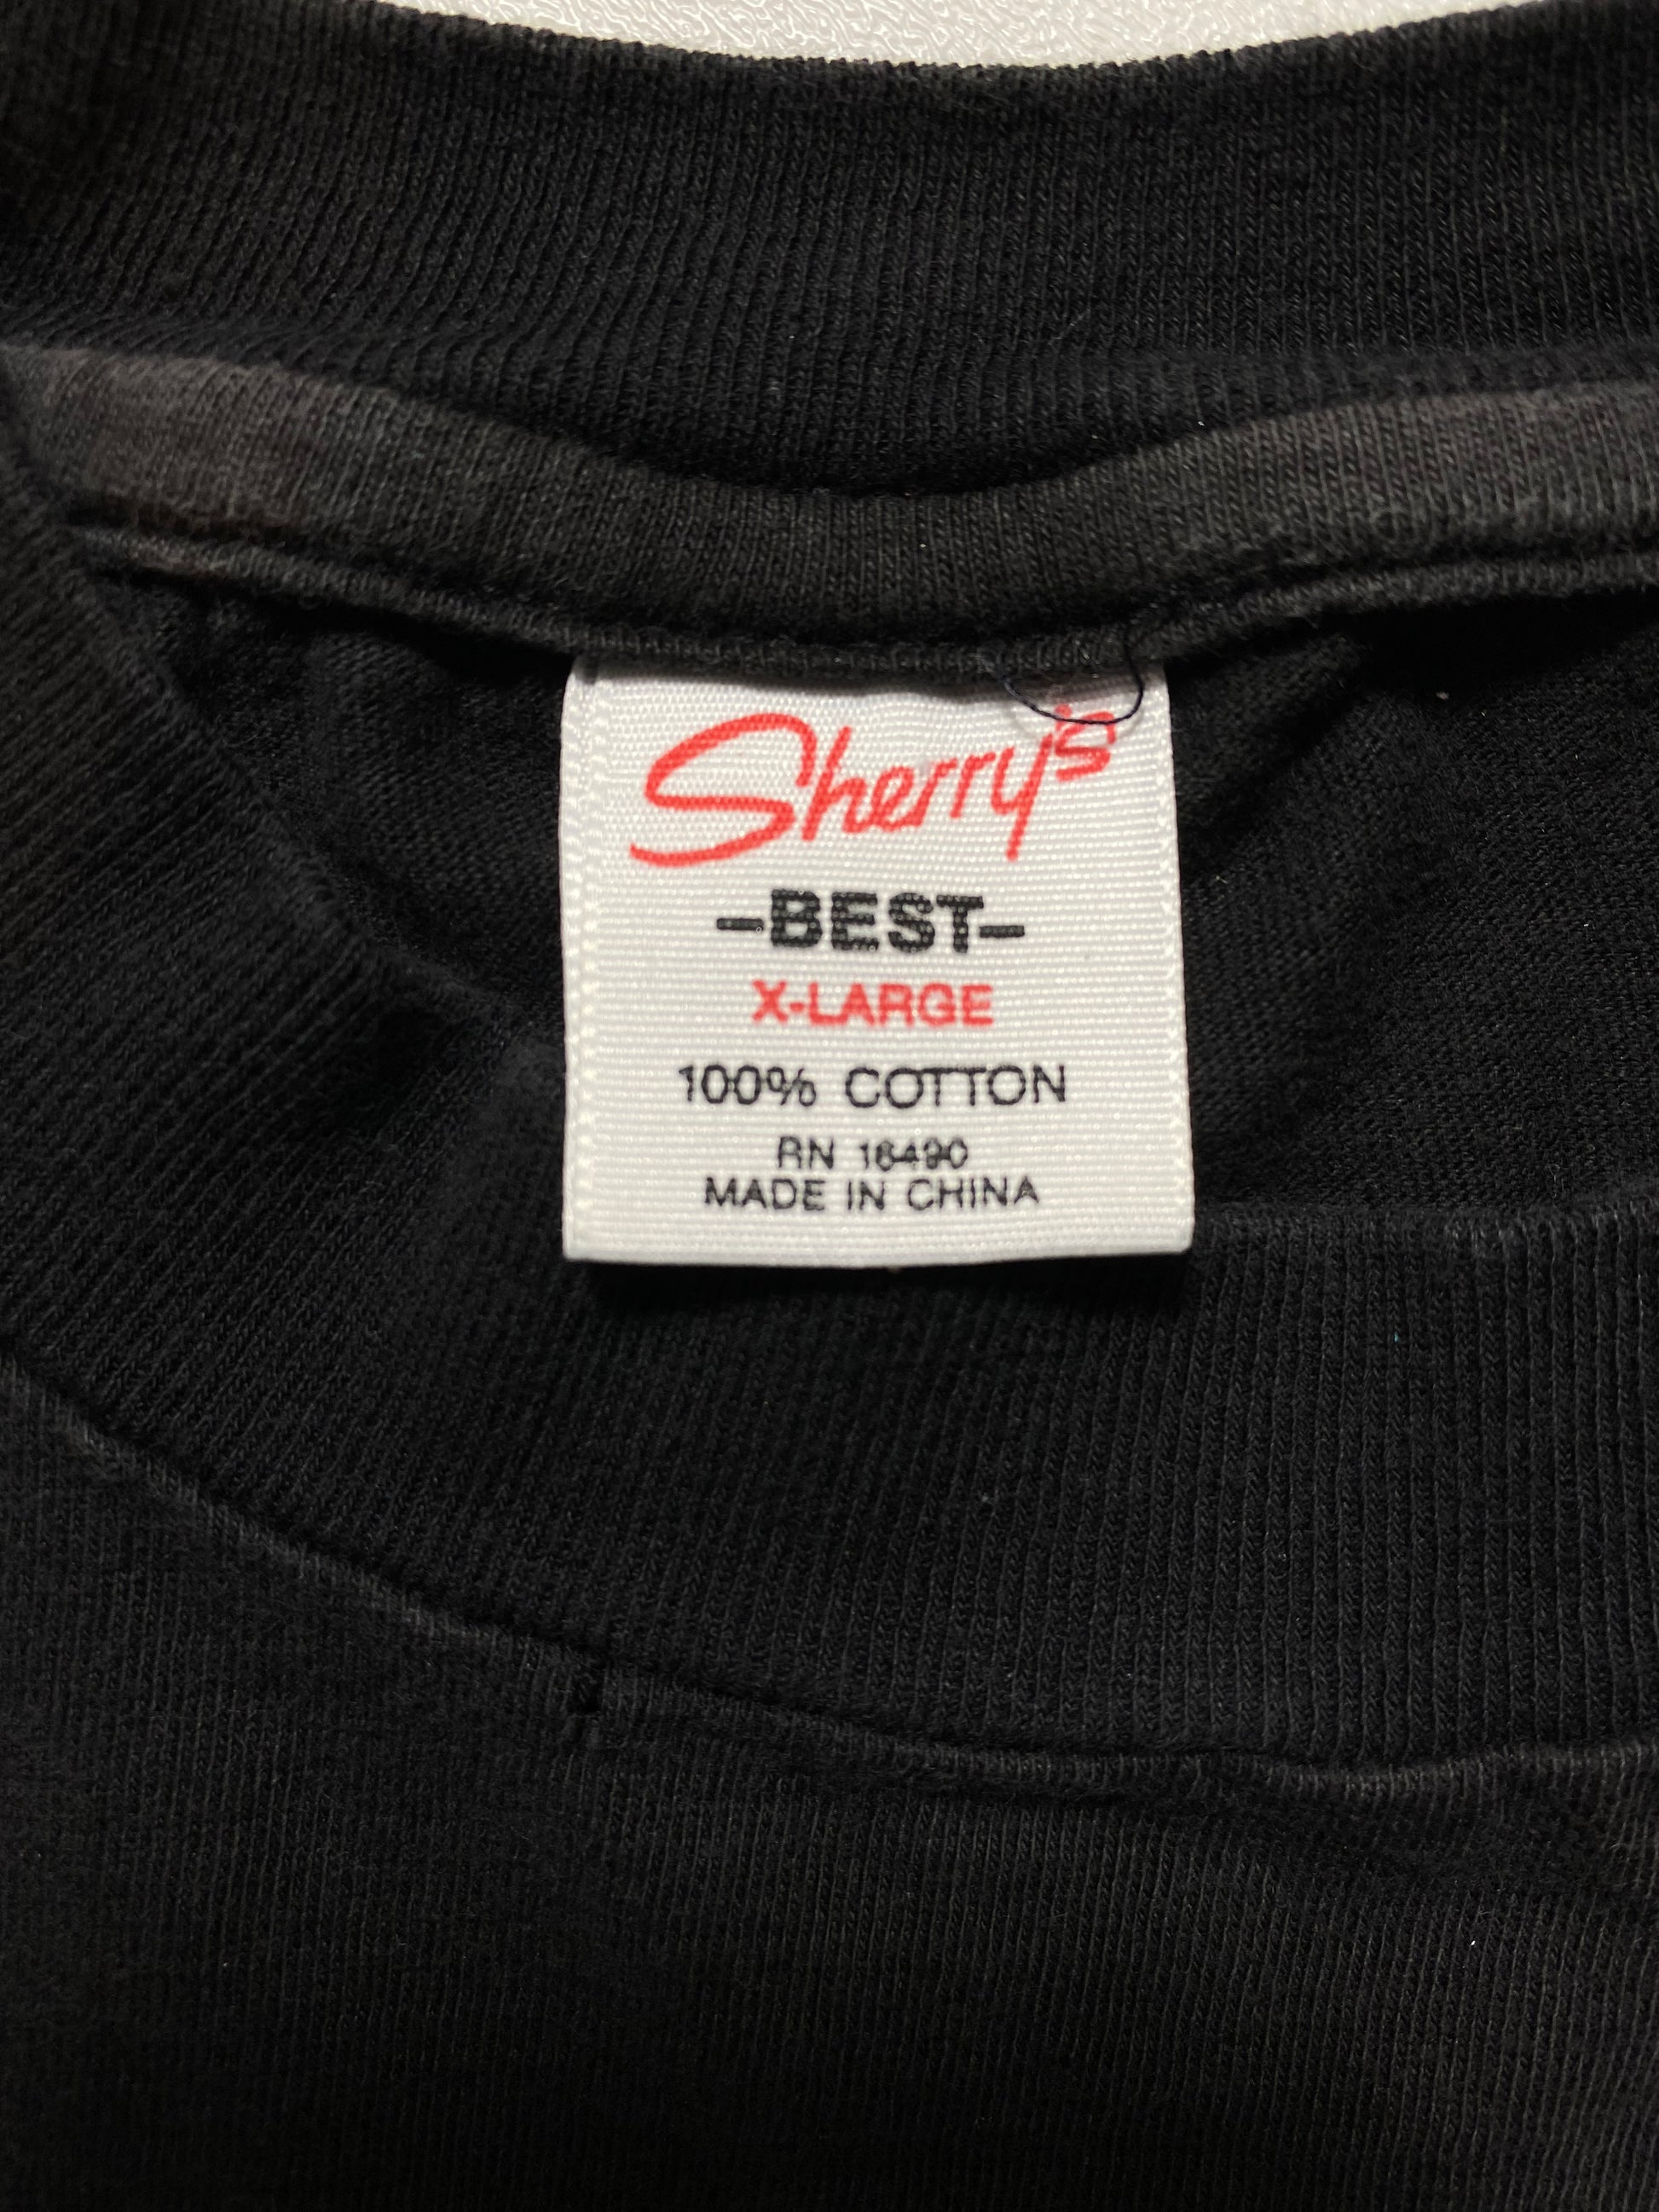 Sherry's
-BEST-
X-LARGE
100% COTTON
RN 16490
MADE IN CHINA